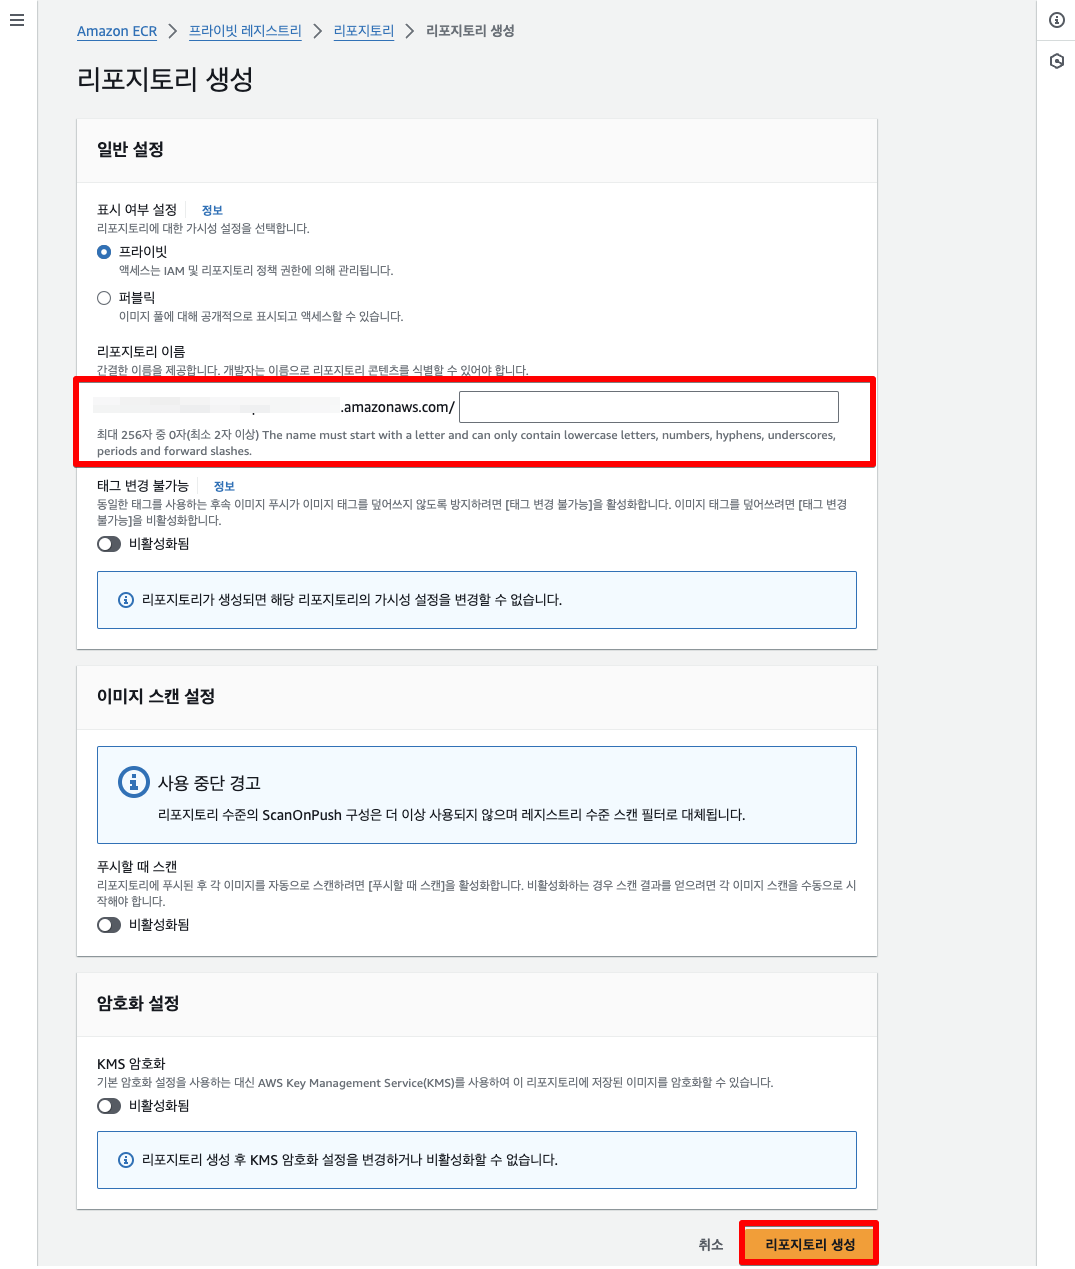 Amazon ECR > 프라이빗 레지스트리 > 리포지토리 > 리포지토리 생성
리포지토리 생성
일반 설정
표시 여부 설정 정보
리포지토리에 대한 가시성 설정을 선택합니다.
프라이빗
액세스는 IAM 및 리포지토리 정책 권한에 의해 관리됩니다.
퍼블릭
이미지 풀에 대해 공개적으로 표시되고 액세스할 수 있습니다.
리포지토리 이름
간결한 이름을 제공합니다. 개발자는 이름으로 리포지토리 콘텐츠를 식별할 수 있어야 합니다.
.amazonaws.com/
최대 256자 중 0자(최소 2자 이상) The name must start with a letter and can only contain lowercase letters, numbers, hyphens, underscores,
periods and forward slashes.
태그 변경 불가능 정보
동일한 태그를 사용하는 후속 이미지 푸시가 이미지 태그를 덮어쓰지 않도록 방지하려면 [태그 변경 불가능]을 활성화합니다. 이미지 태그를 덮어쓰려면 [태그 변경
불가능]을 비활성화합니다.
비활성화됨
리포지토리가 생성되면 해당 리포지토리의 가시성 설정을 변경할 수 없습니다.
이미지 스캔 설정
사용 중단 경고
리포지토리 수준의 ScanOnPush 구성은 더 이상 사용되지 않으며 레지스트리 수준 스캔 필터로 대체됩니다.
푸시할 때 스캔
리포지토리에 푸시된 후 각 이미지를 자동으로 스캔하려면 [푸시할 때 스캔]을 활성화합니다. 비활성화하는 경우 스캔 결과를 얻으려면 각 이미지 스캔을 수동으로 시
작해야 합니다.
비활성화됨
암호화 설정
KMS 암호화
기본 암호화 설정을 사용하는 대신 AWS Key Management Service(KMS)를 사용하여 이 리포지토리에 저장된 이미지를 암호화할 수 있습니다.
비활성화됨
리포지토리 생성 후 KMS 암호화 설정을 변경하거나 비활성화할 수 없습니다.
취소 리포지토리 생성